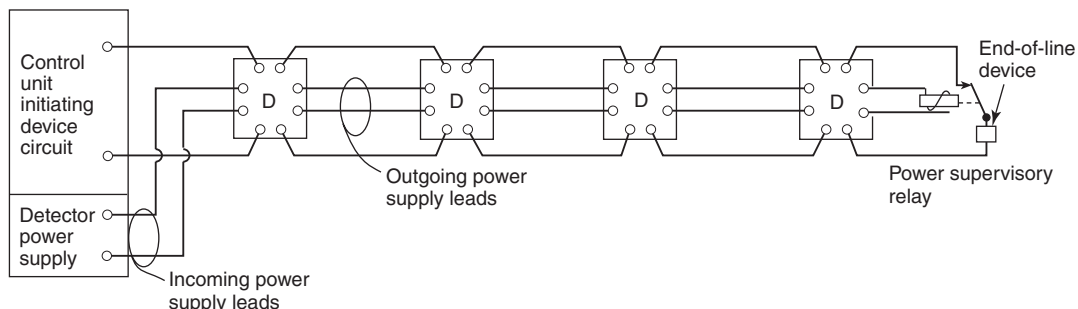 Control
unit
initiating
device
circuit
Detector
power
supply
Incoming power
supply leads
D
Outgoing power
supply leads
D
D
D
End-of-line
device
Power supervisory
relay